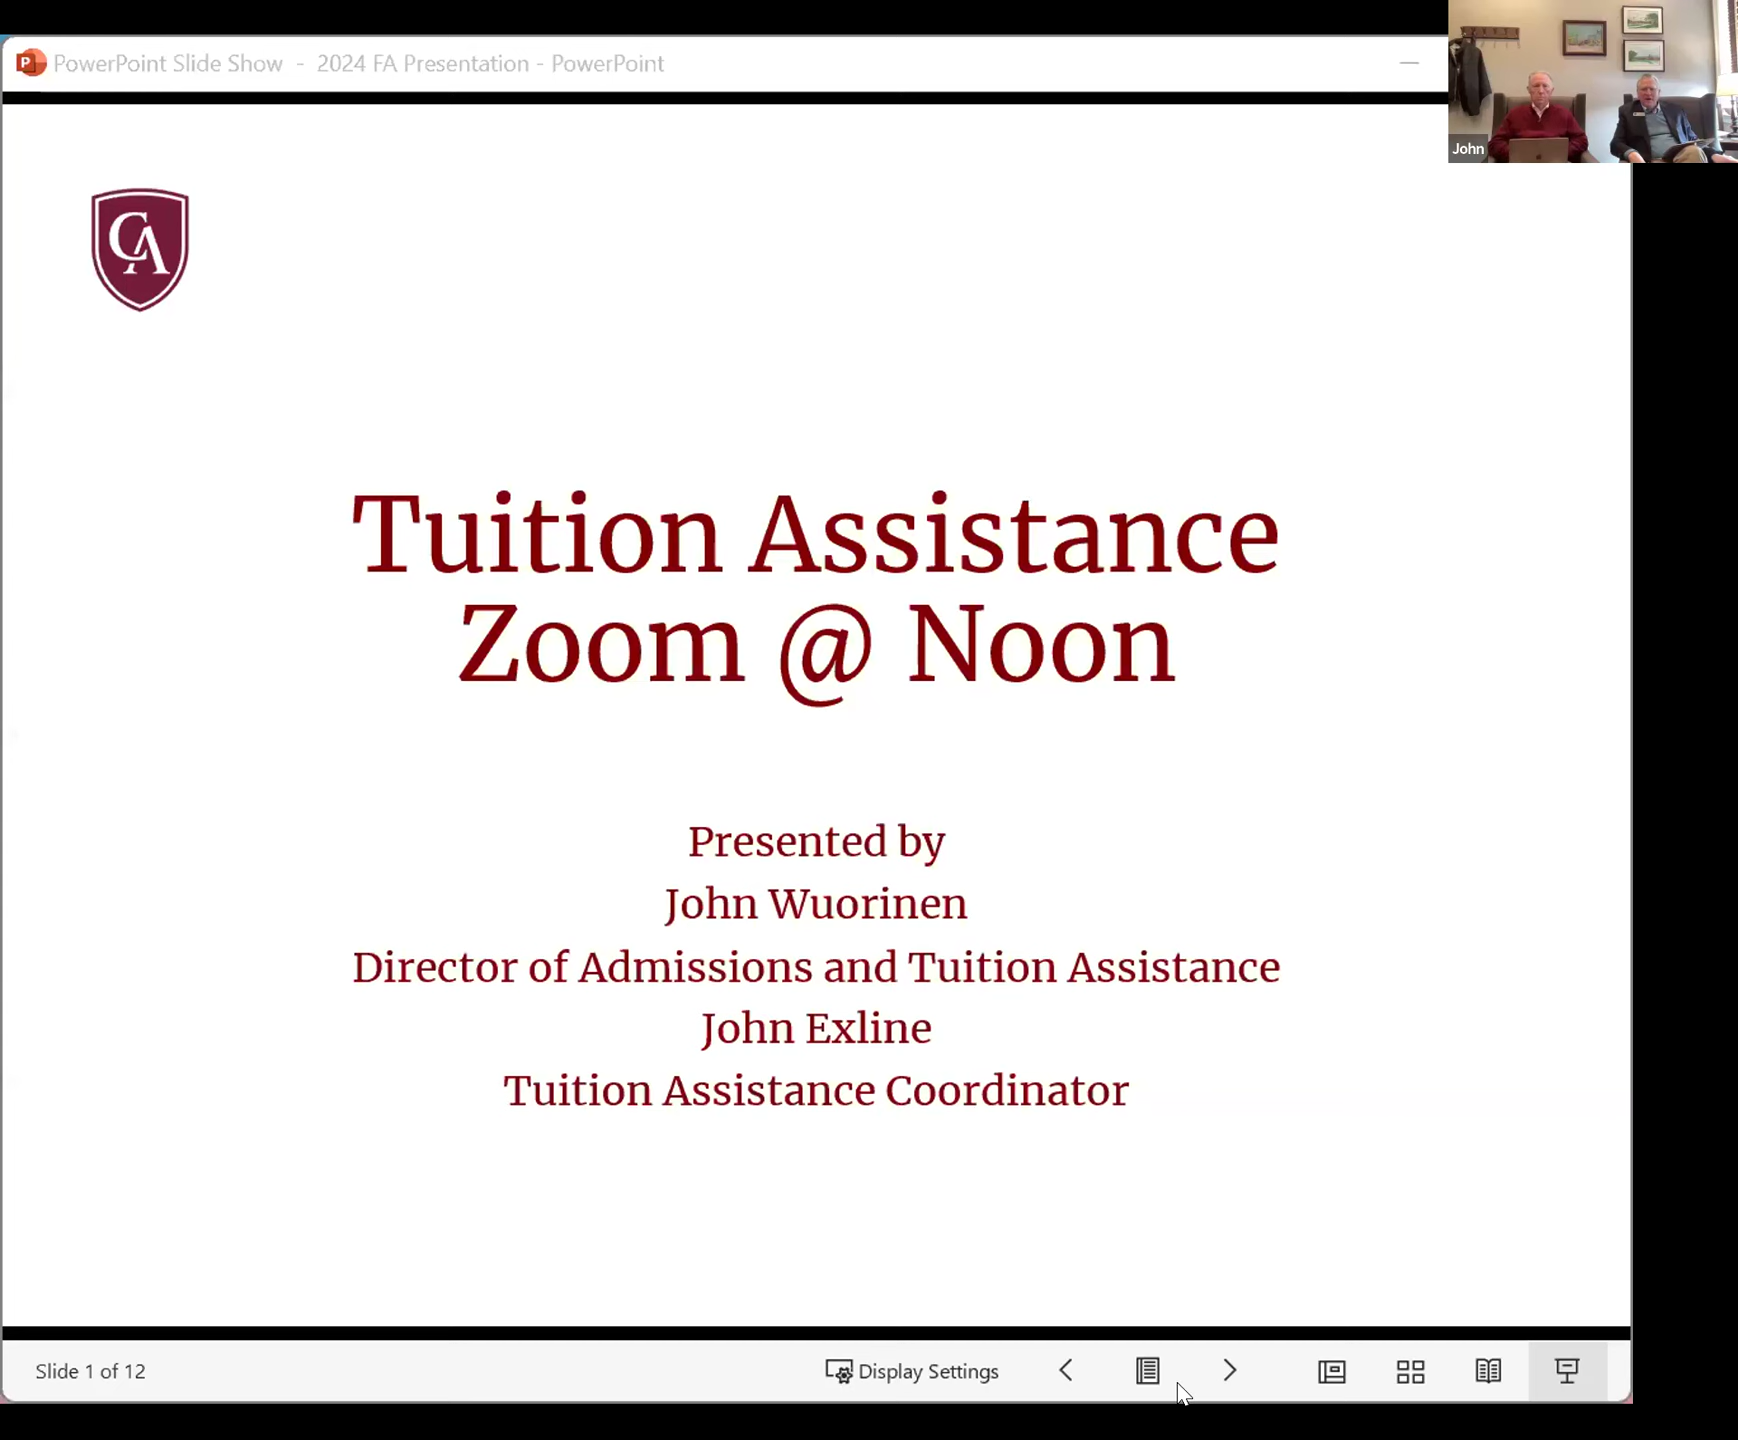 PowerPoint Slide Show - 2024 FA Presentation - PowerPoint
John
CA
Tuition Assistance
Zoom @ Noon
Presented by
John Wuorinen
Director of Admissions and Tuition Assistance
John Exline
Tuition Assistance Coordinator
Slide 1 of 12
Display Settings